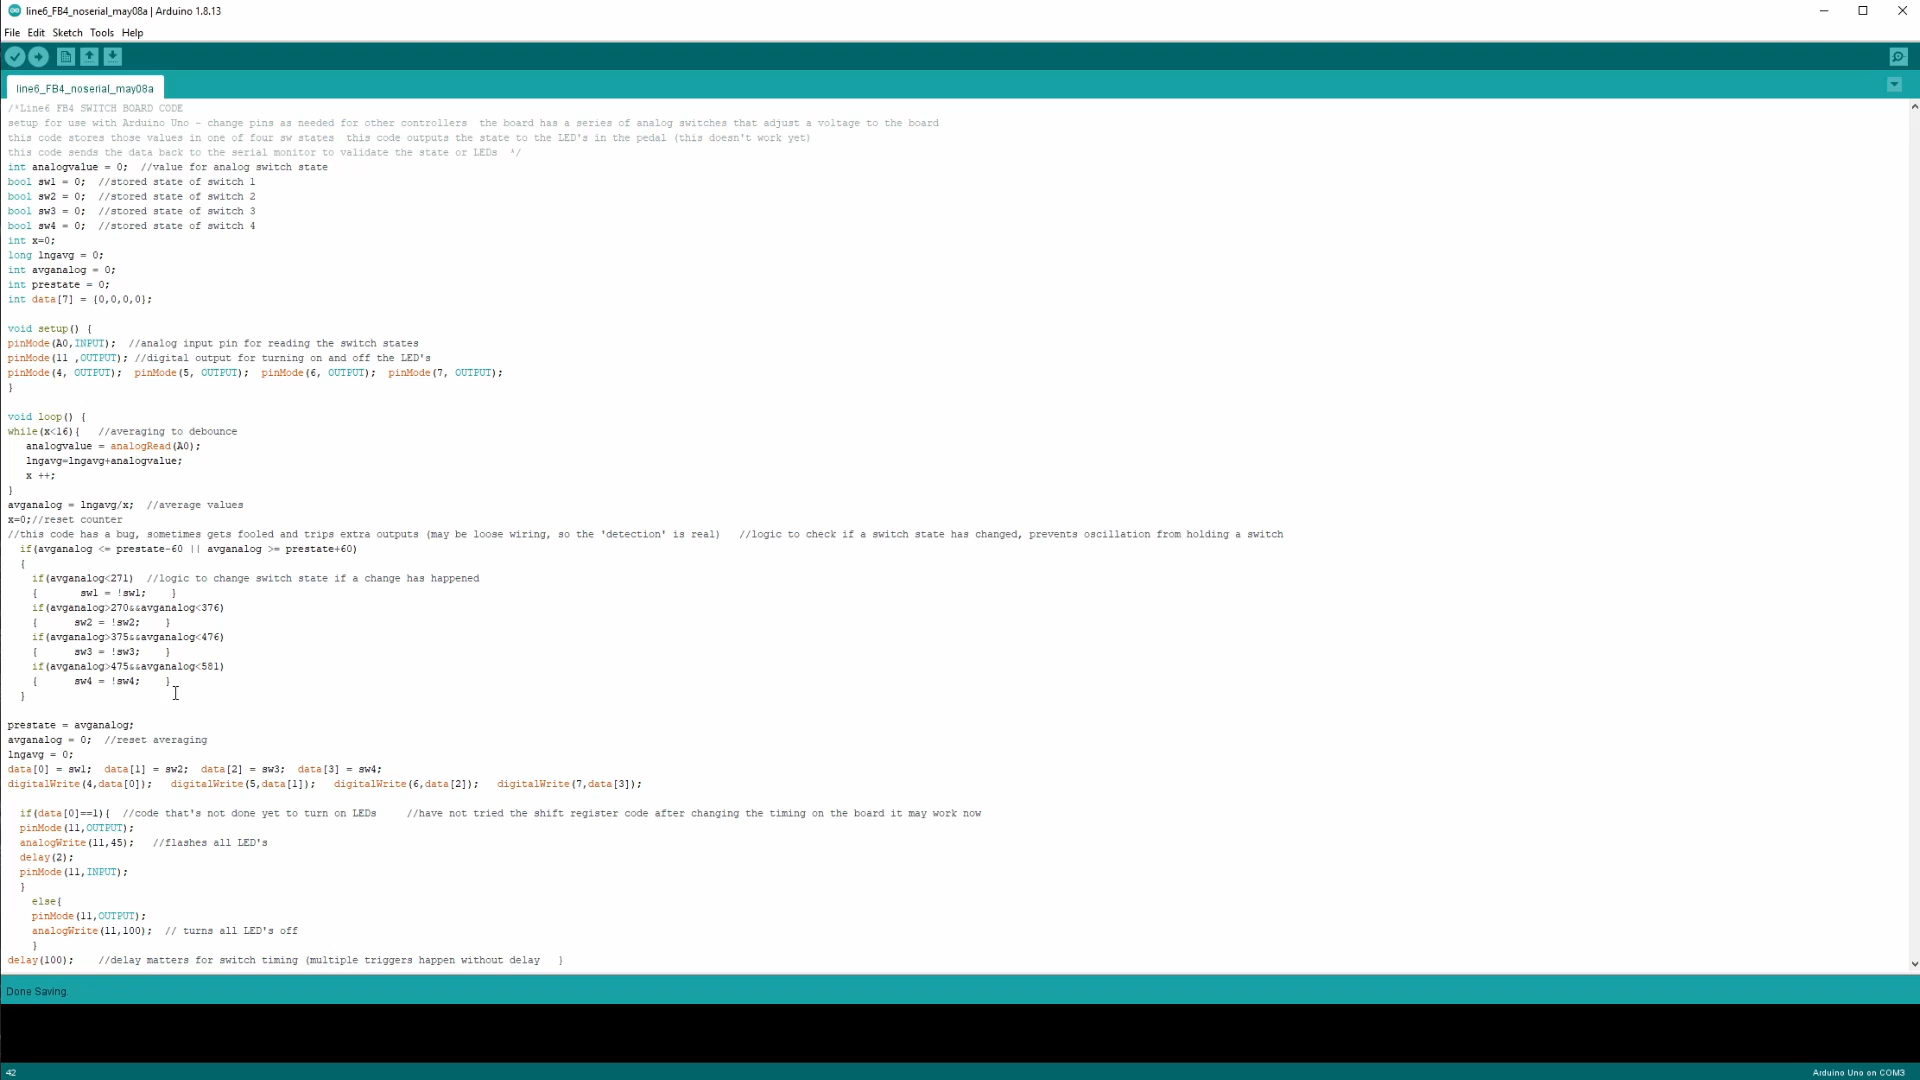 line6_FB4_noserial_may08a | Arduino 1.8.13
File Edit Sketch Tools Help
line6_FB4_noserial_may08a
/*Line6 FB4 SWITCH BOARD CODE
setup for use with Arduino Uno - change pins as needed for other controllers  the board has a series of analog switches that adjust a voltage to the board
this code stores those values in one of four sw states  this code outputs the state to the LED's in the pedal (this doesn't work yet)
this code sends the data back to the serial monitor to validate the state or LEDs  */
int analogvalue = 0;  //value for analog switch state
bool sw1 = 0;  //stored state of switch 1
bool sw2 = 0;  //stored state of switch 2
bool sw3 = 0;  //stored state of switch 3
bool sw4 = 0;  //stored state of switch 4
int x=0;
long lngavg = 0;
int avganalog = 0;
int prestate = 0;
int data[7] = {0,0,0,0};
void setup() {
pinMode(A0,INPUT);  //analog input pin for reading the switch states
pinMode(11 ,OUTPUT); //digital output for turning on and off the LED's
pinMode(4, OUTPUT);  pinMode(5, OUTPUT);  pinMode(6, OUTPUT);  pinMode(7, OUTPUT);
}
void loop() {
while(x<16){   //averaging to debounce
   analogvalue = analogRead(A0);
   lngavg=lngavg+analogvalue;
   x ++;
}
avganalog = lngavg/x;  //average values
x=0;//reset counter
//this code has a bug, sometimes gets fooled and trips extra outputs (may be loose wiring, so the 'detection' is real)   //logic to check if a switch state has changed, prevents oscillation from holding a switch
  if(avganalog <= prestate-60 || avganalog >= prestate+60)
  {
    if(avganalog<271)  //logic to change switch state if a change has happened
    {       sw1 = !sw1;    }
    if(avganalog>270&&avganalog<376)
    {       sw2 = !sw2;    }
    if(avganalog>375&&avganalog<476)
    {       sw3 = !sw3;    }
    if(avganalog>475&&avganalog<581)
    {       sw4 = !sw4;    }
  }
prestate = avganalog;
avganalog = 0;  //reset averaging
lngavg = 0;
data[0] = sw1;  data[1] = sw2;  data[2] = sw3;  data[3] = sw4;
digitalWrite(4,data[0]);   digitalWrite(5,data[1]);   digitalWrite(6,data[2]);   digitalWrite(7,data[3]);
  if(data[0]==1){  //code that's not done yet to turn on LEDs     //have not tried the shift register code after changing the timing on the board it may work now
  pinMode(11,OUTPUT);
  analogWrite(11,45);   //flashes all LED's
  delay(2);
  pinMode(11,INPUT);
  }
    else{
    pinMode(11,OUTPUT);
    analogWrite(11,100);  // turns all LED's off
    }
delay(100);    //delay matters for switch timing (multiple triggers happen without delay   }
Done Saving.
42
Arduino Uno on COM3